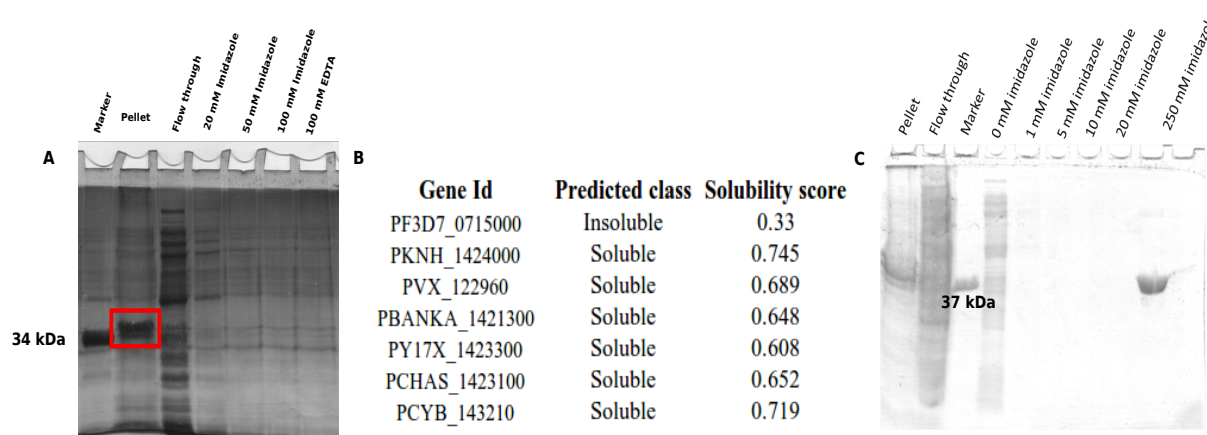 A
Marker
Pellet
Flow through
20 mM Imidazole
50 mM Imidazole
100 mM Imidazole
100 mM EDTA
34 kDa
B
Gene Id Predicted class Solubility score
PF3D7_0715000 Insoluble 0.33
PKNH_1424000 Soluble 0.745
PVX_122960 Soluble 0.689
PBANKA_1421300 Soluble 0.648
PY17X_1423300 Soluble 0.608
PCHAS_1423100 Soluble 0.652
PCYB_143210 Soluble 0.719
C
Pellet
Flow through
Marker
0 mM imidazole
1 mM imidazole
5 mM imidazole
10 mM imidazole
20 mM imidazole
250 mM imidazol
37 kDa